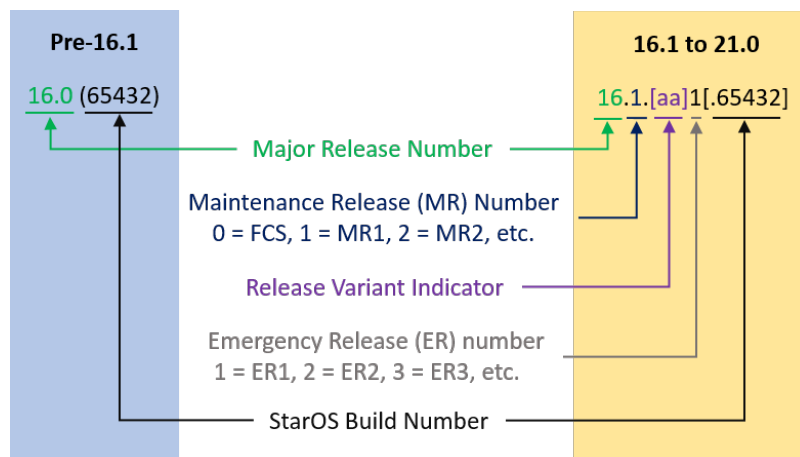 Pre-16.1
16.1 to 21.0
16.0 (65432)
16.1.[aa]1[.65432]
Major Release Number
Maintenance Release (MR) Number
0 = FCS, 1 = MR1, 2 = MR2, etc.
Release Variant Indicator
Emergency Release (ER) number
1 = ER1, 2 = ER2, 3 = ER3, etc.
StarOS Build Number